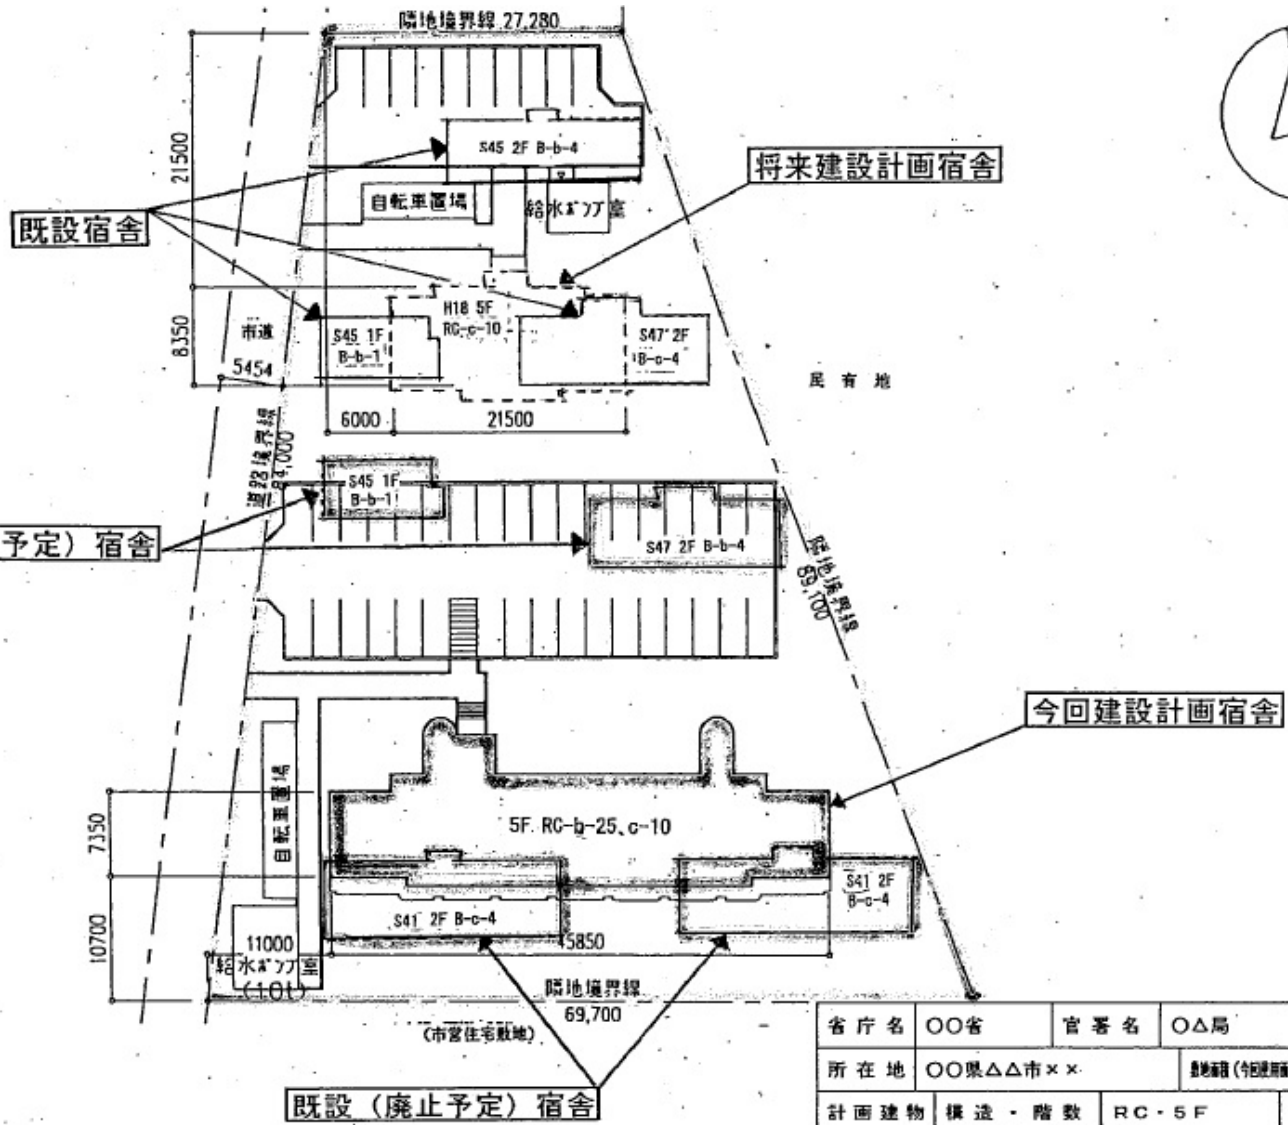 隣地境界線 27,280
21500
S45 2F B-b-4
将来建設計画宿舎
自転車置場
給水ポンプ室
既設宿舎
H18 5F
RC-c-10
市道
5454
8350
S45 1F
B-b-1
S47 2F
B-c-4
民有地
6000
21500
道路境界線
84,000
S45 1F
B-b-1
予定）宿舎
S47 2F B-b-4
隣地境界線
89,100
今回建設計画宿舎
自転車置場
7350
5F RC-b-25、c-10
S41 2F
B-c-4
S41 2F B-c-4
10700
11000
45850
給水ポンプ室
(10t)
隣地境界線
69,700
(市営住宅敷地)
既設（廃止予定）宿舎
省庁名 〇〇省 官署名 〇△局
所在地 〇〇県△△市××
計画建物 構造・階数 RC-5F